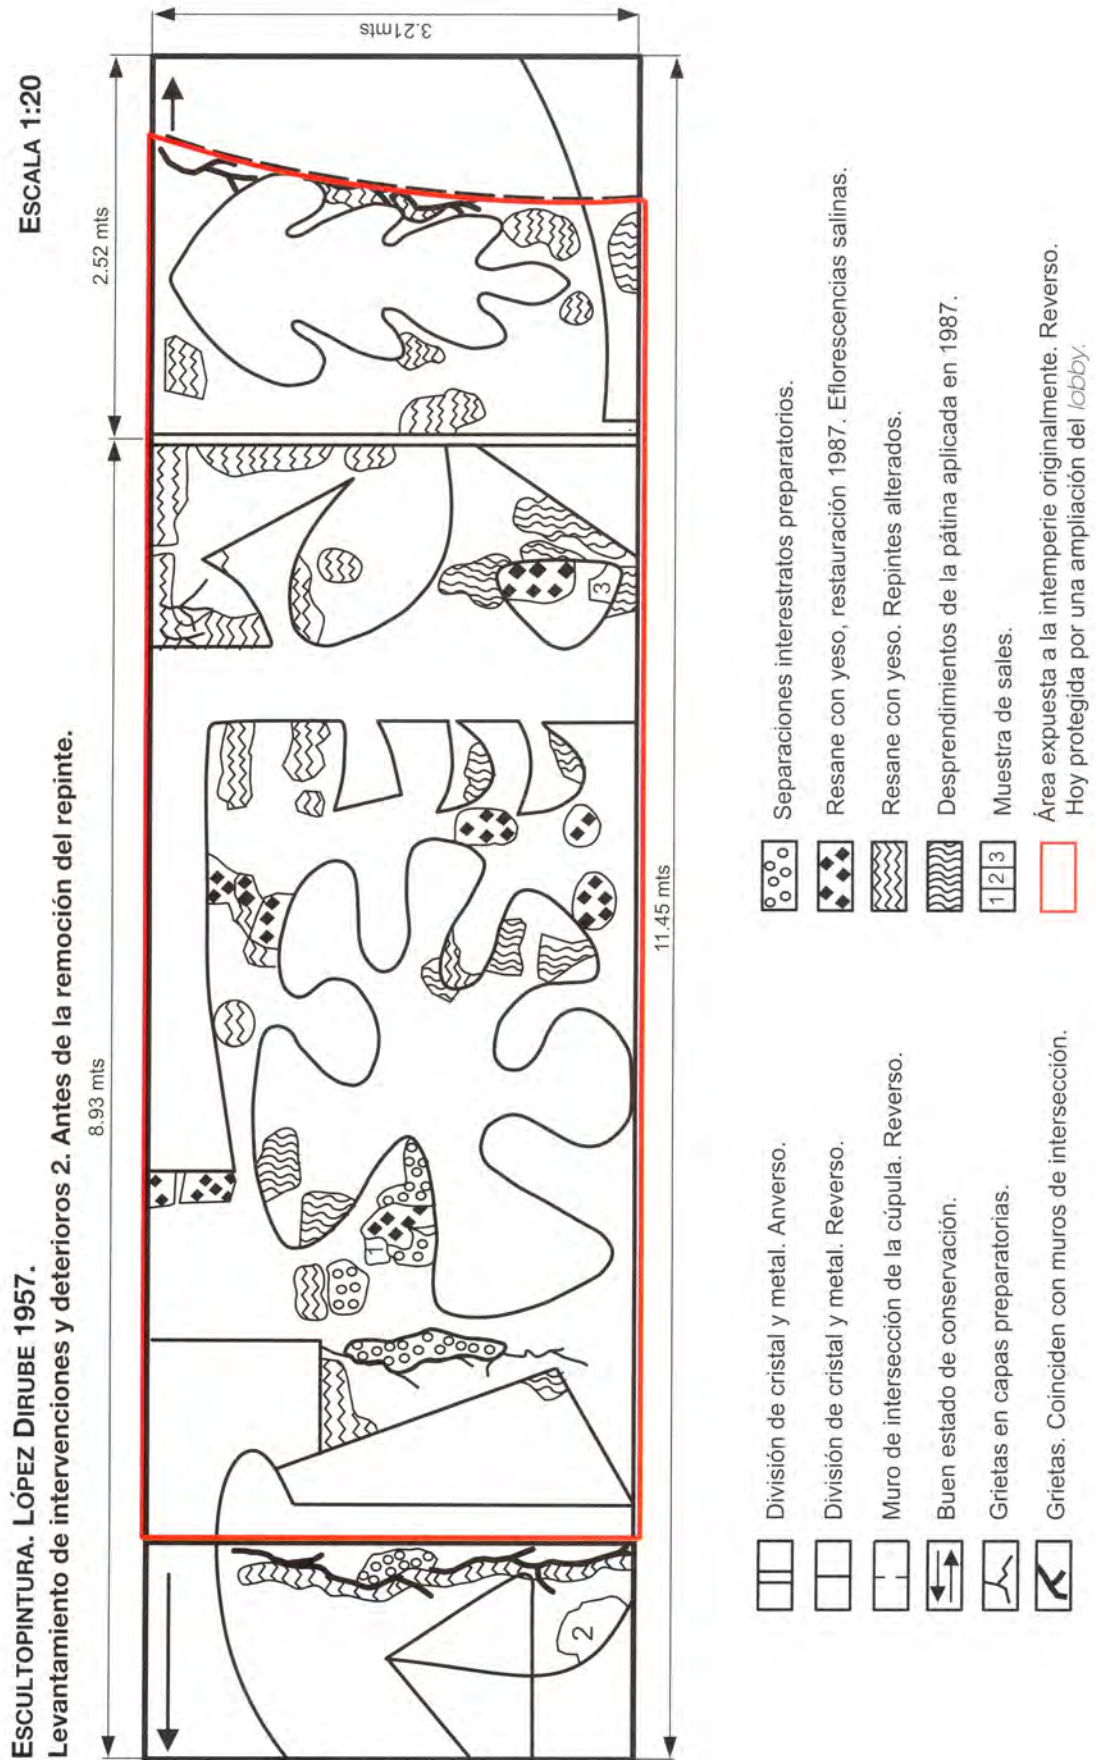 ESCULTOPINTURA. LÓPEZ DIRUBE 1957.
ESCALA 1:20
Levantamiento de intervenciones y deterioros 2. Antes de la remoción del repinte.
8.93 mts
2.52 mts
3.21mts
1
2
3
11.45 mts
División de cristal y metal. Anverso.
División de cristal y metal. Reverso.
Muro de intersección de la cúpula. Reverso.
Buen estado de conservación.
Grietas en capas preparatorias.
Grietas. Coinciden con muros de intersección.
Separaciones interestratos preparatorios.
Resane con yeso, restauración 1987. Eflorescencias salinas.
Resane con yeso. Repintes alterados.
Desprendimientos de la pátina aplicada en 1987.
1 2 3
Muestra de sales.
Área expuesta a la intemperie originalmente. Reverso.
Hoy protegida por una ampliación del lobby.